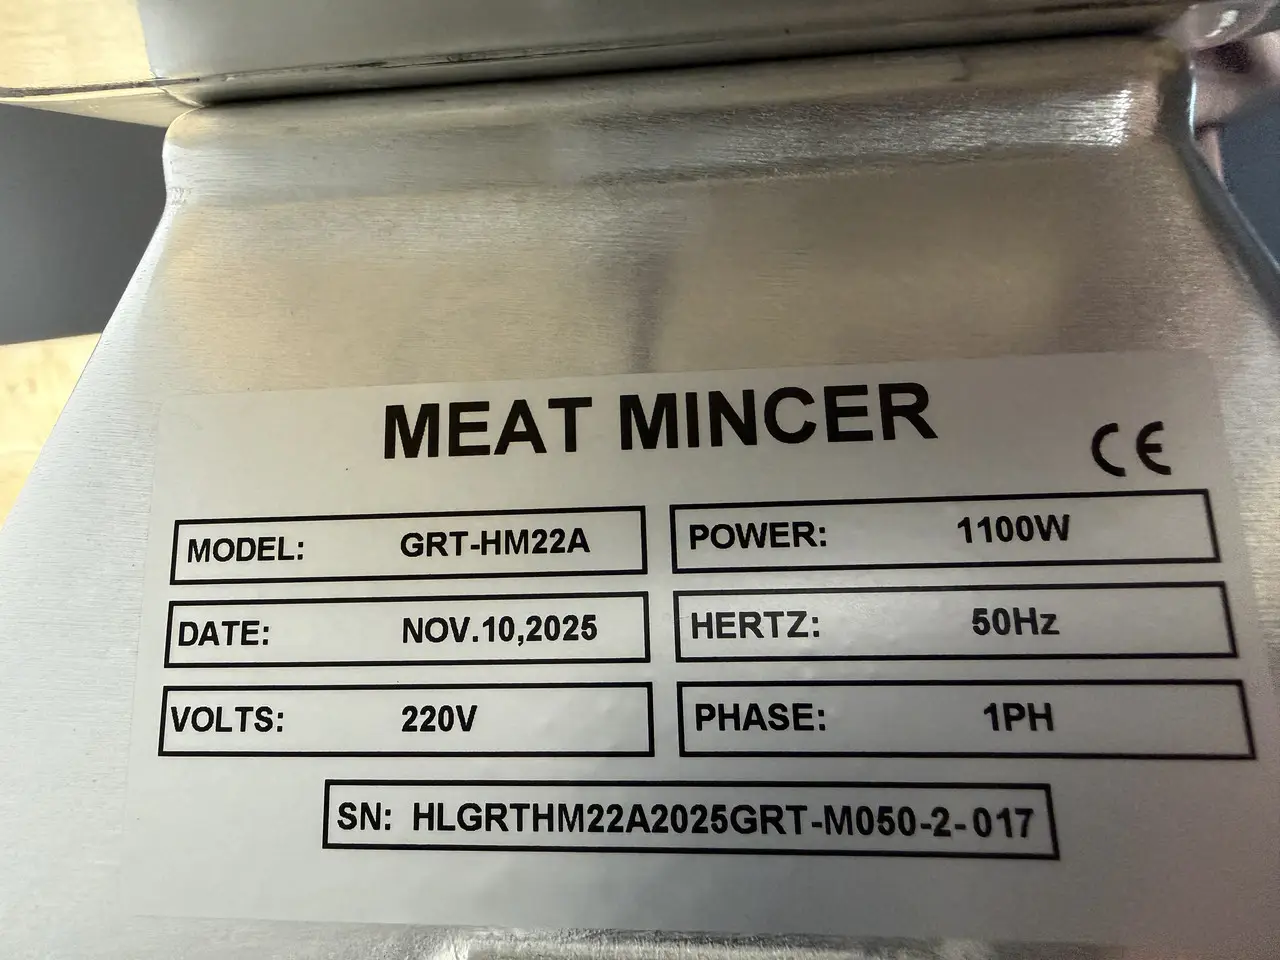 MEAT MINCER
CE
MODEL: GRT-HM22A
POWER: 1100W
DATE: NOV.10,2025
HERTZ: 50Hz
VOLTS: 220V
PHASE: 1PH
SN: HLGRTHM22A2025GRT-M050-2-017